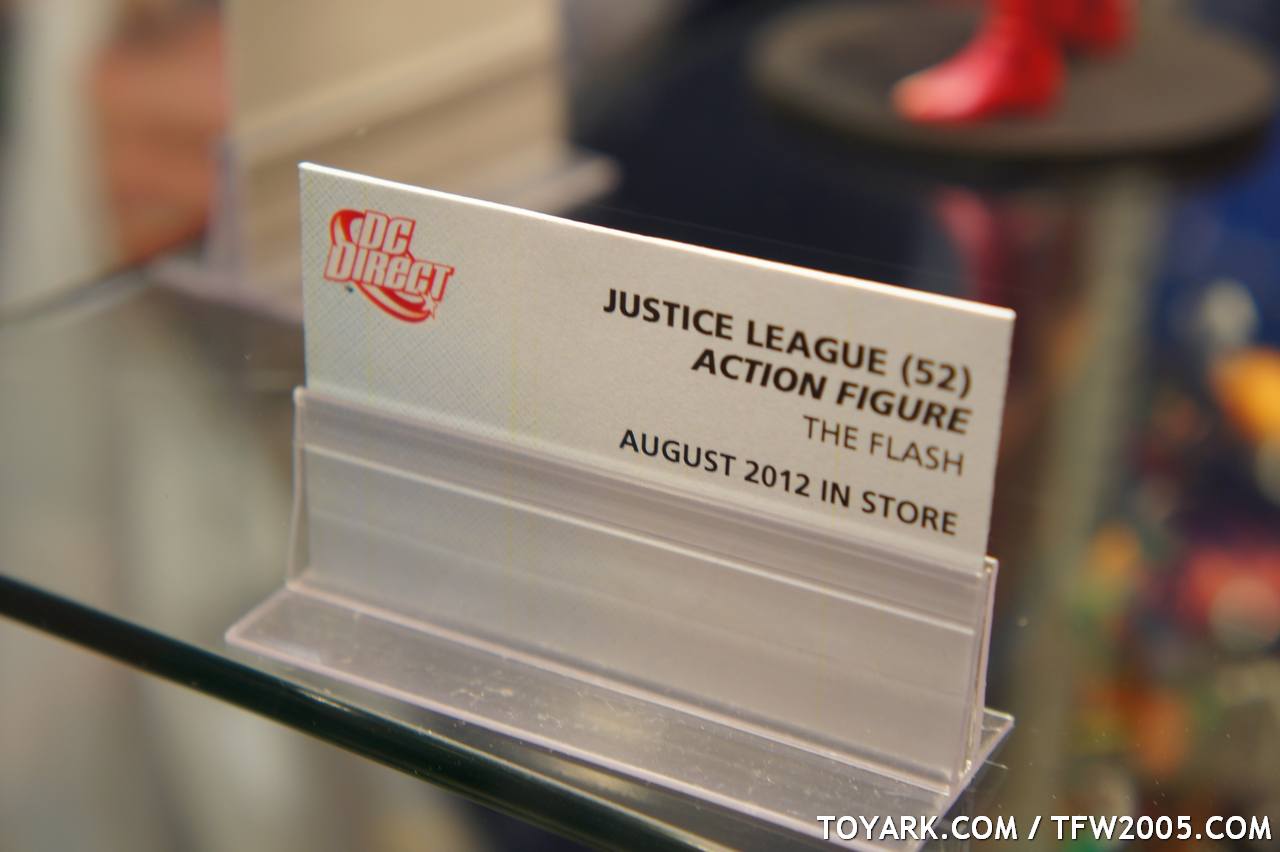 DC
DIRECT
JUSTICE LEAGUE (52)
ACTION FIGURE
THE FLASH
AUGUST 2012 IN STORE
TOYARK.COM / TFW2005.COM